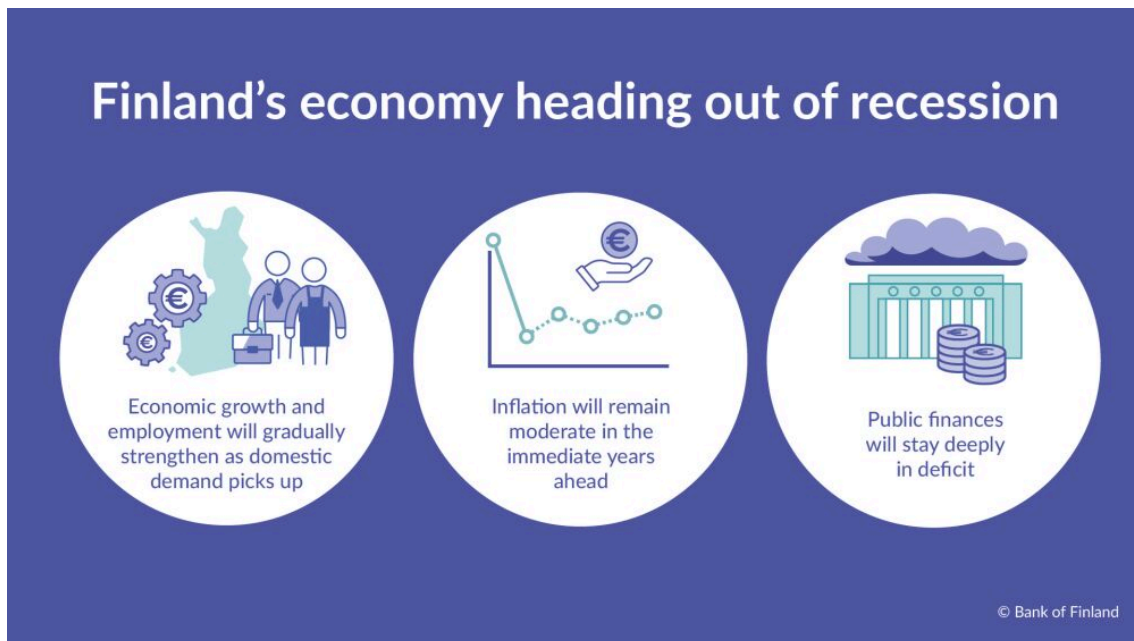 Finland’s economy heading out of recession
Economic growth and
employment will gradually
strengthen as domestic
demand picks up
Inflation will remain
moderate in the
immediate years
ahead
Public finances
will stay deeply
in deficit
© Bank of Finland